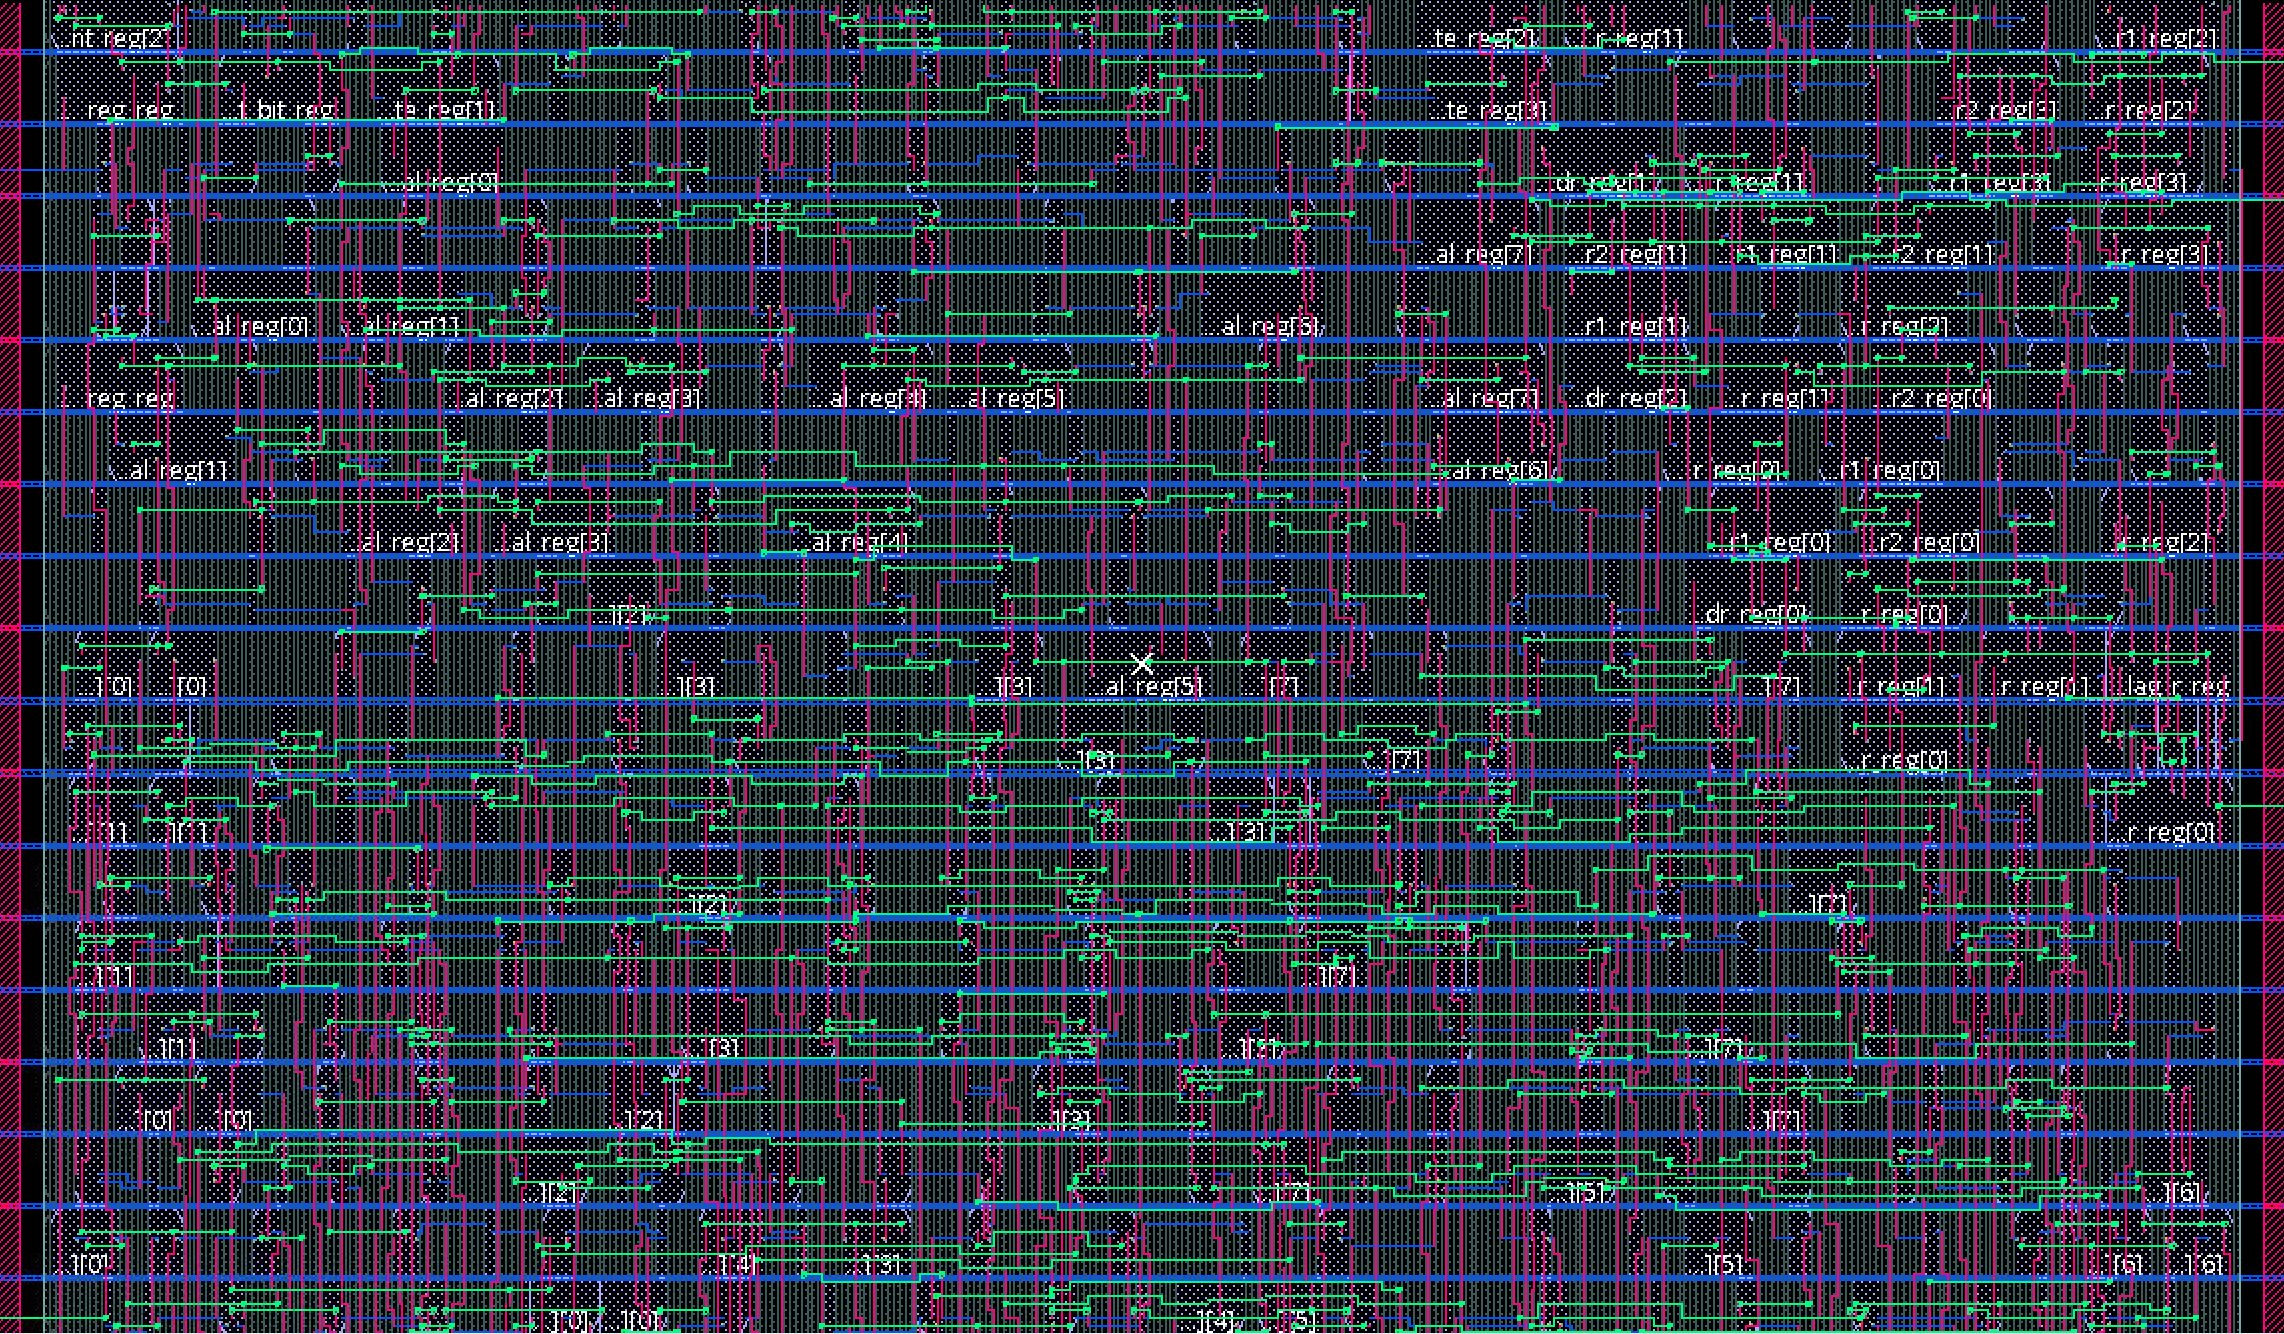 nt reg[2 ...te reg[2] ...r reg[1] r1 reg[2]
reg reg t bit reg ...te reg[1] ...te reg[3] r2 reg[3] ...r reg[2]
...al reg[0] dr reg[1] reg[1] r1 reg[3] ...r reg[3]
...al reg[7] ...r2 reg[1] r1 reg[1] r2 reg[1] ...r reg[3]
...al reg[0] ...al reg[1] ...al reg[6] ...r1 reg[1] ...r reg[2]
reg reg al reg[2] ...al reg[3] al reg[4] al reg[5] ...al reg[7] ...dr reg[2] ...r reg[1] ...r2 reg[0]
...al reg[1] al reg[6] r reg[0] r1 reg[0]
...al reg[2] ...al reg[3] ...al reg[4] ...r1 reg[0] r2 reg[0] r reg[2]
...][2] ...dr reg[0] ...r reg[0]
...][0] ...][0] ...][3] ...][3] ...al reg[5] ...][7] ...][7] ...r reg[1] ...r reg[1] ...lag r reg
...][3] ...][7] ...r reg[0]
...][1] ...][1] ...][3] ...r reg[0]
...][2] ...][7]
...][1] ...][7]
...][1] ...][3] ...][7]
...][0] ...][0] ...][2] ...][3] ...][7]
...][2] ...][7] ...][5] ...][6]
...][0] ...][4] ...][3] ...][5] ...][6] ...][6]
...][0] ...][4] ...][5]